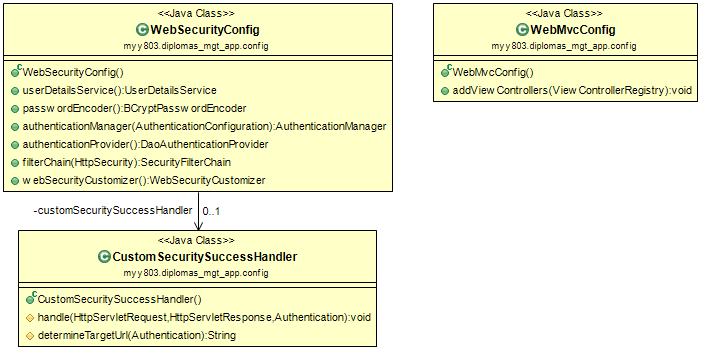 <<Java Class>>
WebSecurityConfig
myy803.diplomas_mgt_app.config
WebSecurityConfig()
userDetailsService():UserDetailsService
passwordEncoder():BCryptPasswordEncoder
authenticationManager(AuthenticationConfiguration):AuthenticationManager
authenticationProvider():DaoAuthenticationProvider
filterChain(HttpSecurity):SecurityFilterChain
webSecurityCustomizer():WebSecurityCustomizer
<<Java Class>>
WebMvcConfig
myy803.diplomas_mgt_app.config
WebMvcConfig()
addViewControllers(ViewControllerRegistry):void
-customSecuritySuccessHandler 0..1
<<Java Class>>
CustomSecuritySuccessHandler
myy803.diplomas_mgt_app.config
CustomSecuritySuccessHandler()
handle(HttpServletRequest,HttpServletResponse,Authentication):void
determineTargetUrl(Authentication):String